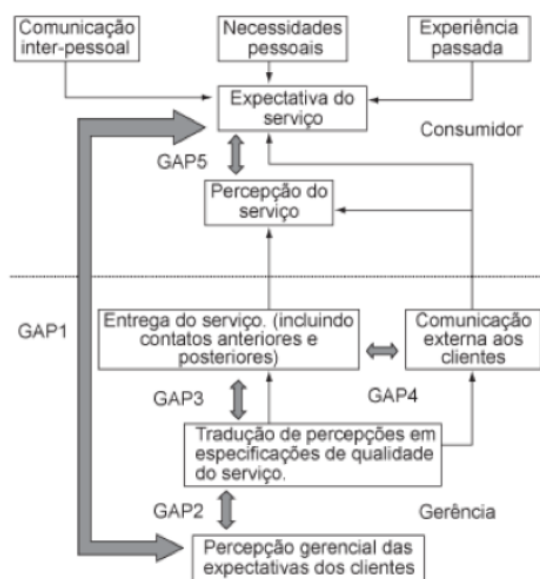 Comunicação
inter-pessoal
Necessidades
pessoais
Experiência
passada
Expectativa do
serviço
Consumidor
GAP5
Percepção do
serviço
GAP1
Entrega do serviço. (incluindo
contatos anteriores e
posteriores)
Comunicação
externa aos
clientes
GAP3
GAP4
Tradução de percepções em
especificações de qualidade
do serviço.
GAP2
Gerência
Percepção gerencial das
expectativas dos clientes